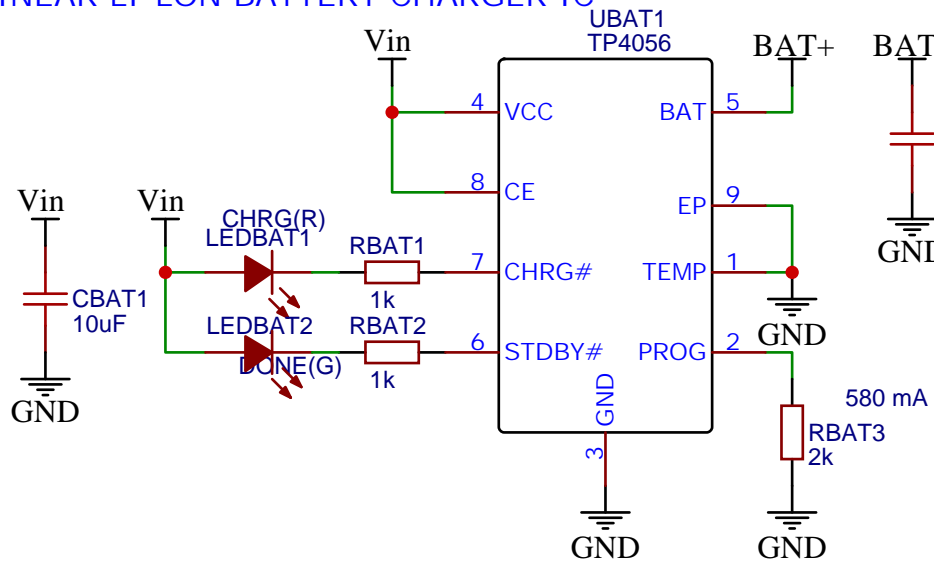 UBAT1
TP4056
Vin
BAT+
4
VCC
BAT
5
8
CE
EP
9
Vin
Vin
CHRG(R)
LEDBAT1
RBAT1
7
CHRG#
TEMP
1
GND
1k
CBAT1
10uF
LEDBAT2
RBAT2
6
STDBY#
PROG
2
GND
DONE(G)
1k
GND
GND
580 mA
RBAT3
2k
3
GND
GND